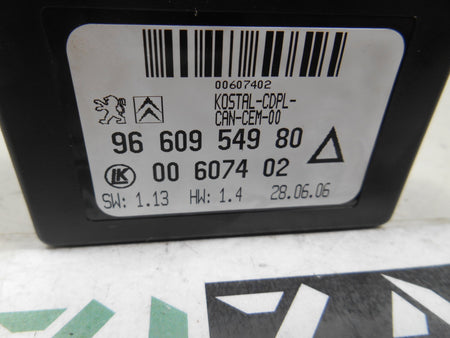 00607402
KOSTAL-CDPL-
CAN-CEM-00
96 609 549 80
LK 00 6074 02
SW: 1.13 HW: 1.4 28.06.06